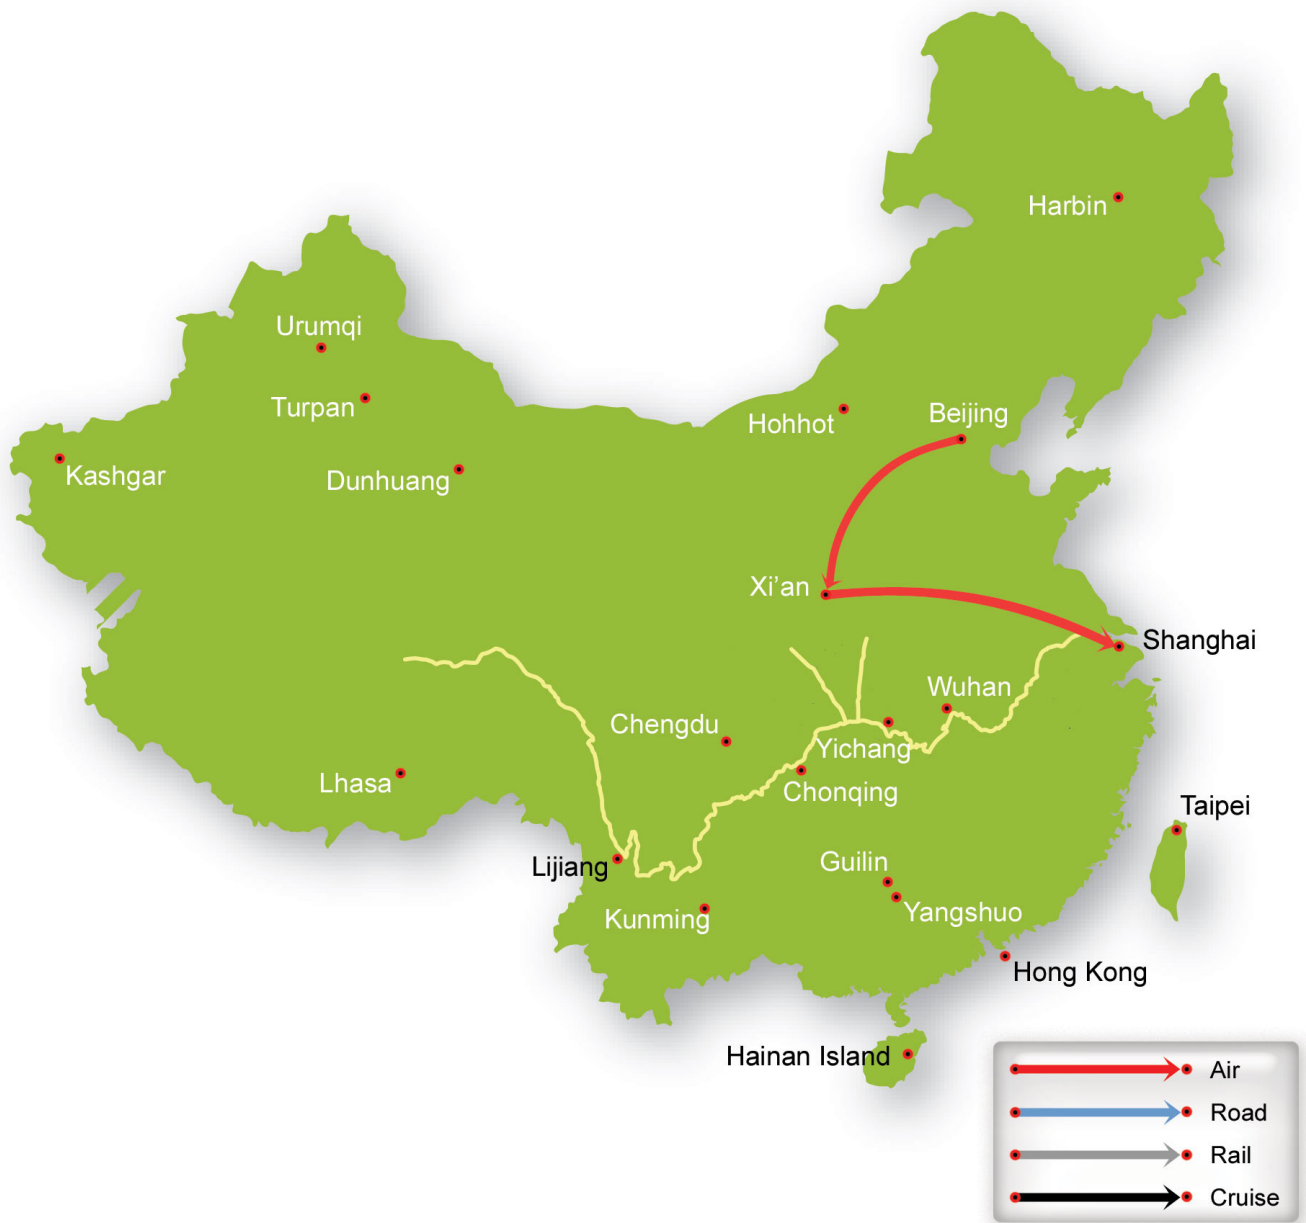 Harbin
Urumqi
Turpan
Hohhot
Beijing
Kashgar
Dunhuang
Xi’an
Shanghai
Wuhan
Chengdu
Yichang
Lhasa
Chonqing
Taipei
Lijiang
Guilin
Kunming
Yangshuo
Hong Kong
Hainan Island
Air
Road
Rail
Cruise